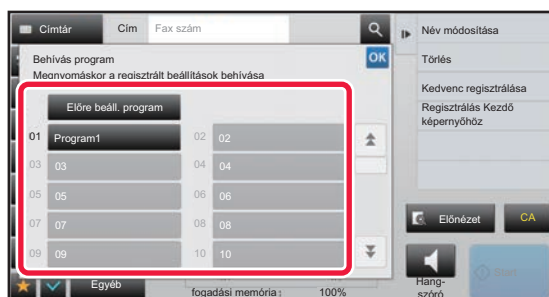 Címtár
Cím
Fax szám
Behívás program
OK
Megnyomáskor a regisztrált beállítások behívása
Előre beáll. program
01 Program1
02 02
03 03
04 04
05 05
06 06
07 07
08 08
09 09
10 10
Egyéb
fogadási memória:
100%
Név módosítása
Törlés
Kedvenc regisztrálása
Regisztrálás Kezdő
képernyőhöz
Előnézet
CA
Hang-
szóró
Start